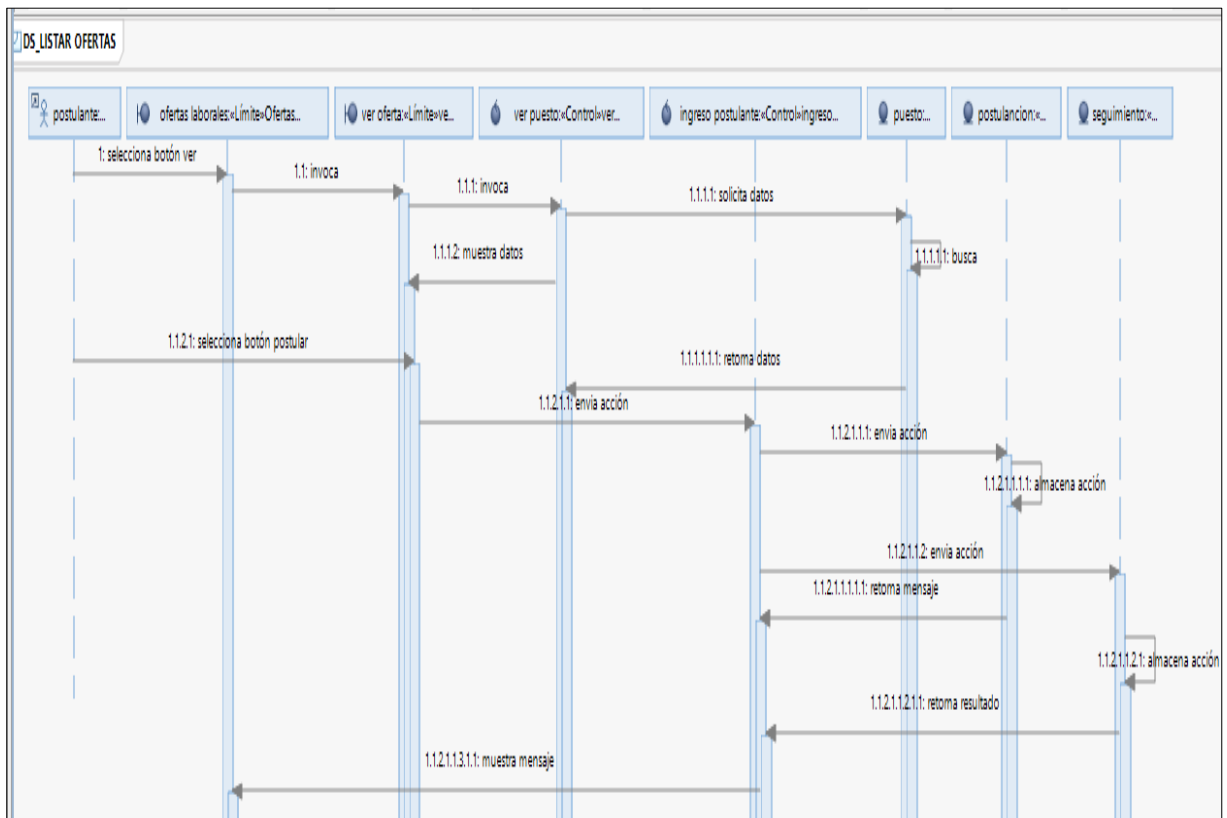 DS_LISTAR OFERTAS
postulante:...
ofertas laborales:«Límite»Ofertas...
ver oferta:«Límite»ve...
ver puesto:«Control»ver...
ingreso postulante:«Control»ingreso...
puesto:...
postulancion:«...
seguimiento:«...
1: selecciona botón ver
1.1: invoca
1.1.1: invoca
1.1.1.1: solicita datos
1.1.1.2: muestra datos
1.1.1.1.1: busca
1.1.2.1: selecciona botón postular
1.1.1.1.1.1: retorna datos
1.1.2.1.1: envia acción
1.1.2.1.1.1: envia acción
1.1.2.1.1.1.1: almacena acción
1.1.2.1.1.2: envia acción
1.1.2.1.1.1.1.1: retorna mensaje
1.1.2.1.1.2.1: almacena acción
1.1.2.1.1.2.1.1: retorna resultado
1.1.2.1.1.3.1.1: muestra mensaje